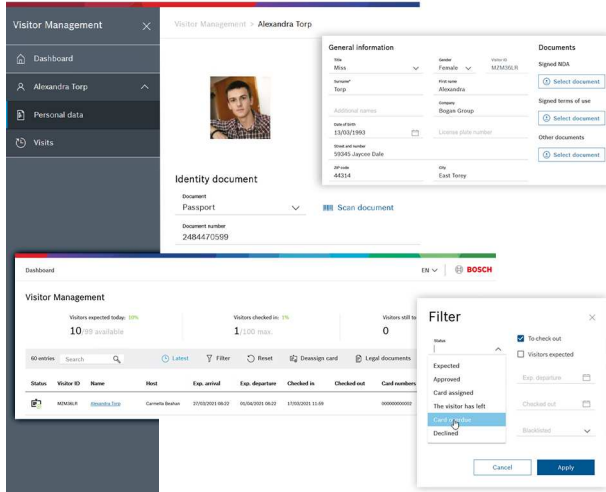 Visitor Management
Dashboard
Alexandra Torp
Personal data
Visits
Visitor Management > Alexandra Torp
Identity document
Document
Passport
Scan document
Document number
2484470599
General information
Title
Miss
Gender
Female
Visitor ID
MZM36LR
Surname*
Torp
First name
Alexandra
Additional names
Company
Bogan Group
Date of birth
13/03/1993
License plate number
Street and number
59345 Jaycee Dale
ZIP code
44314
City
East Torey
Documents
Signed NDA
Select document
Signed terms of use
Select document
Other documents
Select document
Dashboard
EN
BOSCH
Visitor Management
Visitors expected today: 10%
10/99 available
Visitors checked in: 1%
1/100 max.
Visitors still to
0
60 entries
Search
Latest
Filter
Reset
Deassign card
Legal documents
Status Visitor ID Name Host Exp. arrival Exp. departure Checked in Checked out Card numbers
MZM36LR Alexandra Torp Carmella Beahan 27/03/2021 08:22 01/04/2021 08:22 17/03/2021 11:59
Filter
Status
Expected
Approved
Card assigned
The visitor has left
Card
Declined
To check out
Visitors expected
Exp. departure
Checked out
Blacklisted
Cancel
Apply